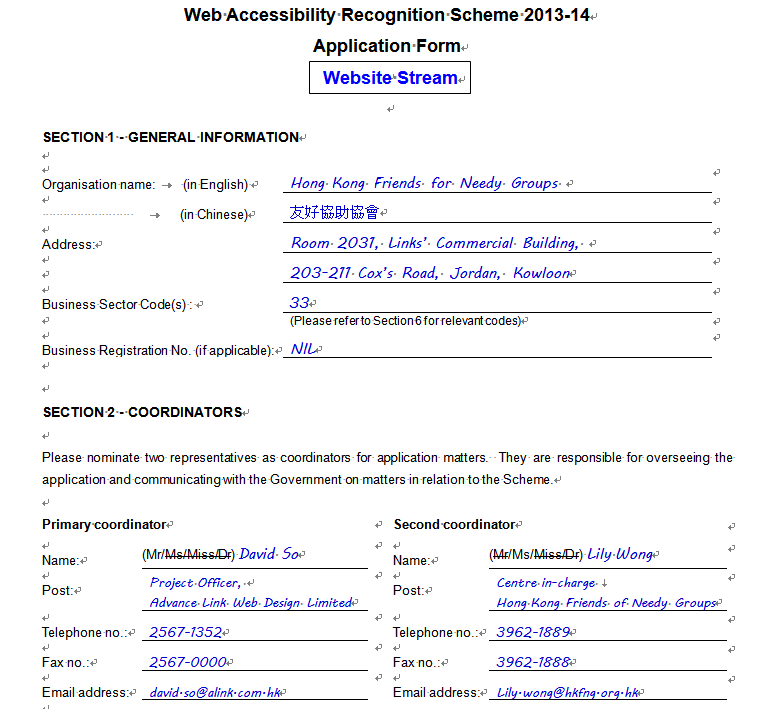 Web Accessibility Recognition Scheme 2013-14
Application Form
Website Stream
SECTION 1 - GENERAL INFORMATION
Organisation name: (in English) Hong Kong Friends for Needy Groups
(in Chinese) 友好協助協會
Address: Room 2031, Links' Commercial Building,
203-211 Cox's Road, Jordan, Kowloon
Business Sector Code(s) : 33
(Please refer to Section 6 for relevant codes)
Business Registration No. (if applicable): NIL
SECTION 2 - COORDINATORS
Please nominate two representatives as coordinators for application matters. They are responsible for overseeing the
application and communicating with the Government on matters in relation to the Scheme.
Primary coordinator
Name: (Mr/Ms/Miss/Dr) David So
Post: Project Officer,
Advance Link Web Design Limited
Telephone no.: 2567-1352
Fax no.: 2567-0000
Email address: david-so@alink.com.hk
Second coordinator
Name: (Mr/Ms/Miss/Dr) Lily Wong
Post: Centre in-charge
Hong Kong Friends of Needy Groups
Telephone no.: 3962-1889
Fax no.: 3962-1888
Email address: Lily-wong@hkfng.org.hk